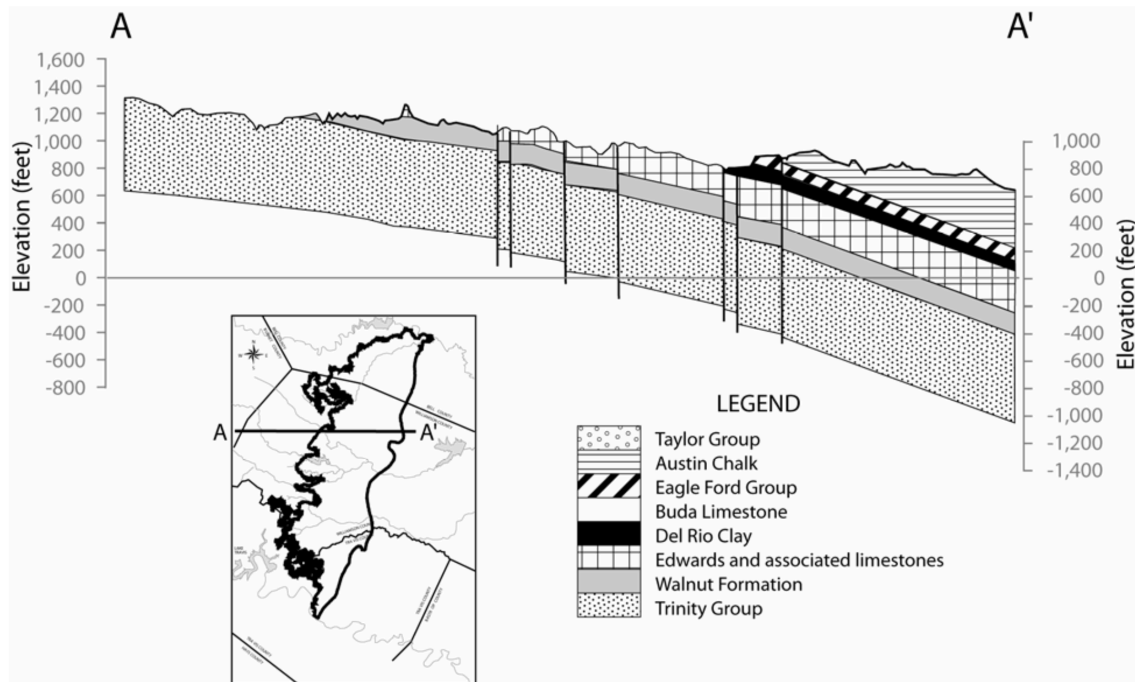 A
A'
1,600
1,400
1,200
1,000
800
600
400
200
0
-200
-400
-600
-800
Elevation (feet)
1,000
800
600
400
200
0
-200
-400
-600
-800
-1,000
-1,200
-1,400
Elevation (feet)
A
A'
LEGEND
Taylor Group
Austin Chalk
Eagle Ford Group
Buda Limestone
Del Rio Clay
Edwards and associated limestones
Walnut Formation
Trinity Group